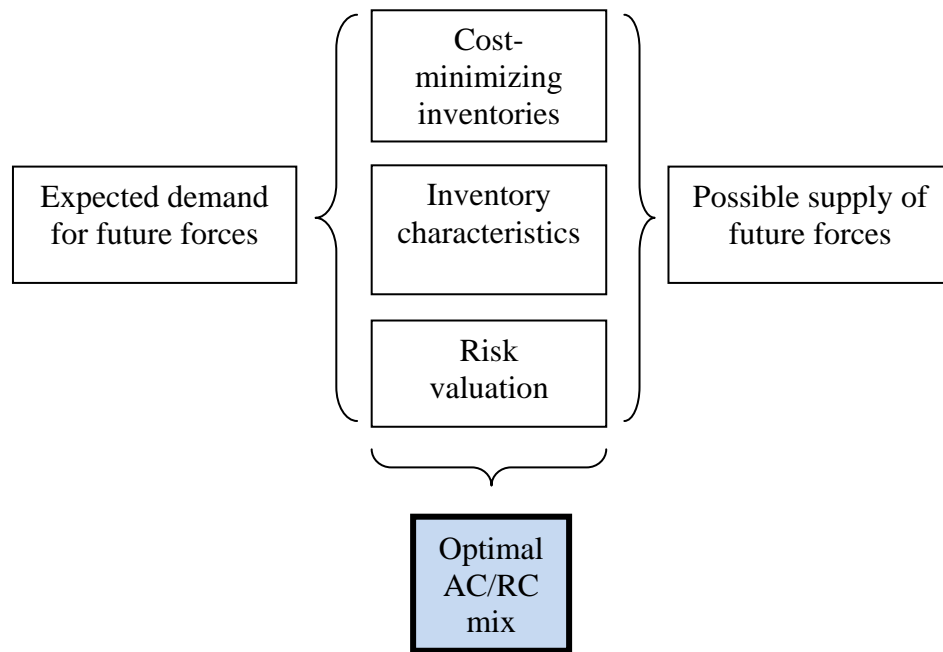 Cost-
minimizing
inventories
Expected demand
for future forces
Inventory
characteristics
Possible supply of
future forces
Risk
valuation
Optimal
AC/RC
mix